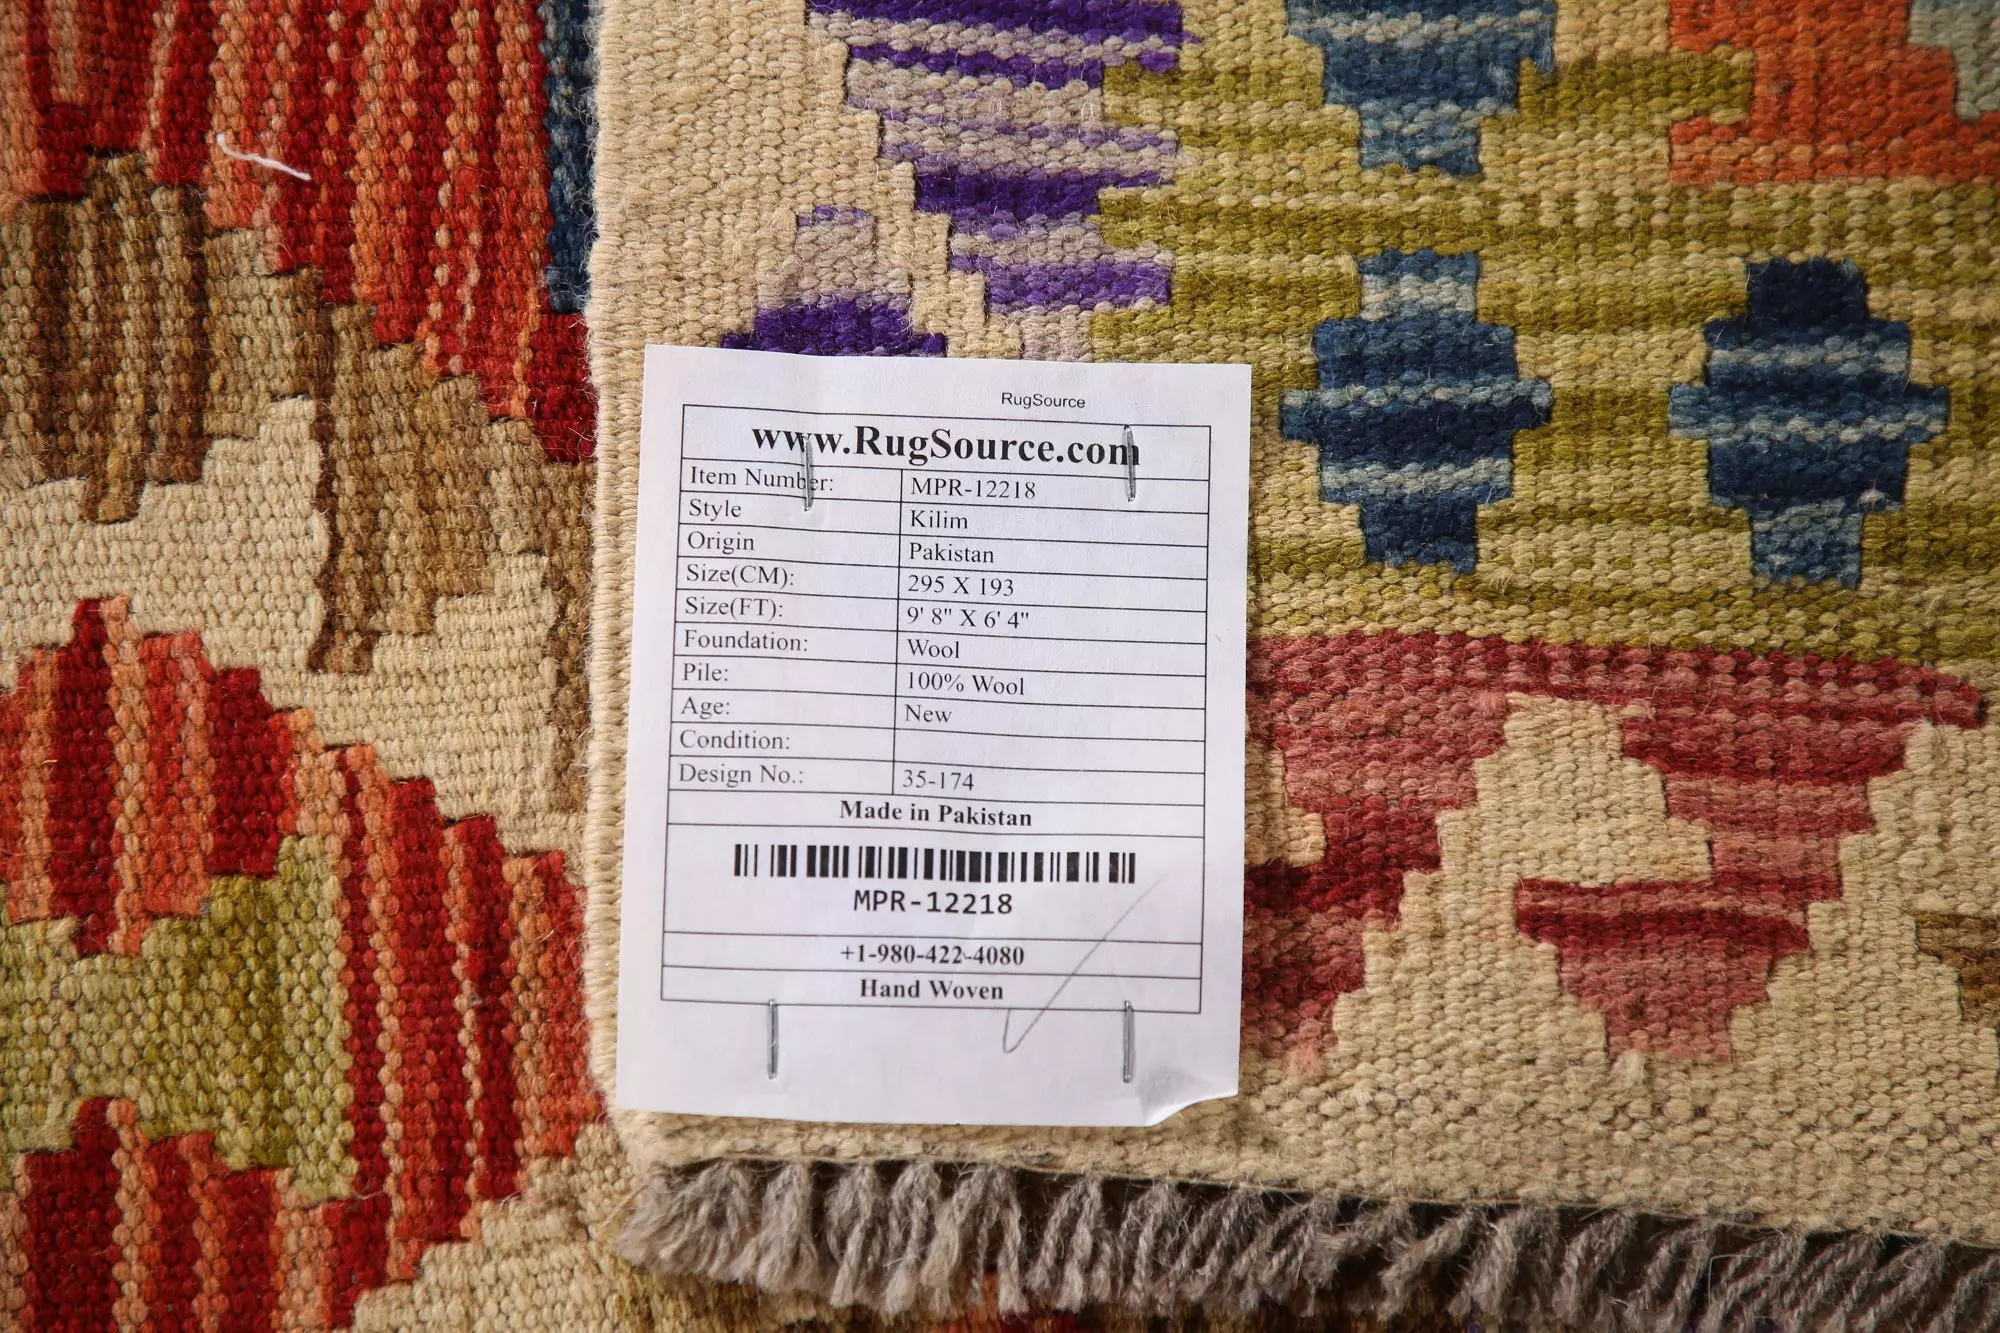 RugSource
www.RugSource.com
Item Number: MPR-12218
Style Kilim
Origin Pakistan
Size(CM): 295 X 193
Size(FT): 9' 8" X 6' 4"
Foundation: Wool
Pile: 100% Wool
Age: New
Condition:
Design No.: 35-174
Made in Pakistan
MPR-12218
+1-980-422-4080
Hand Woven